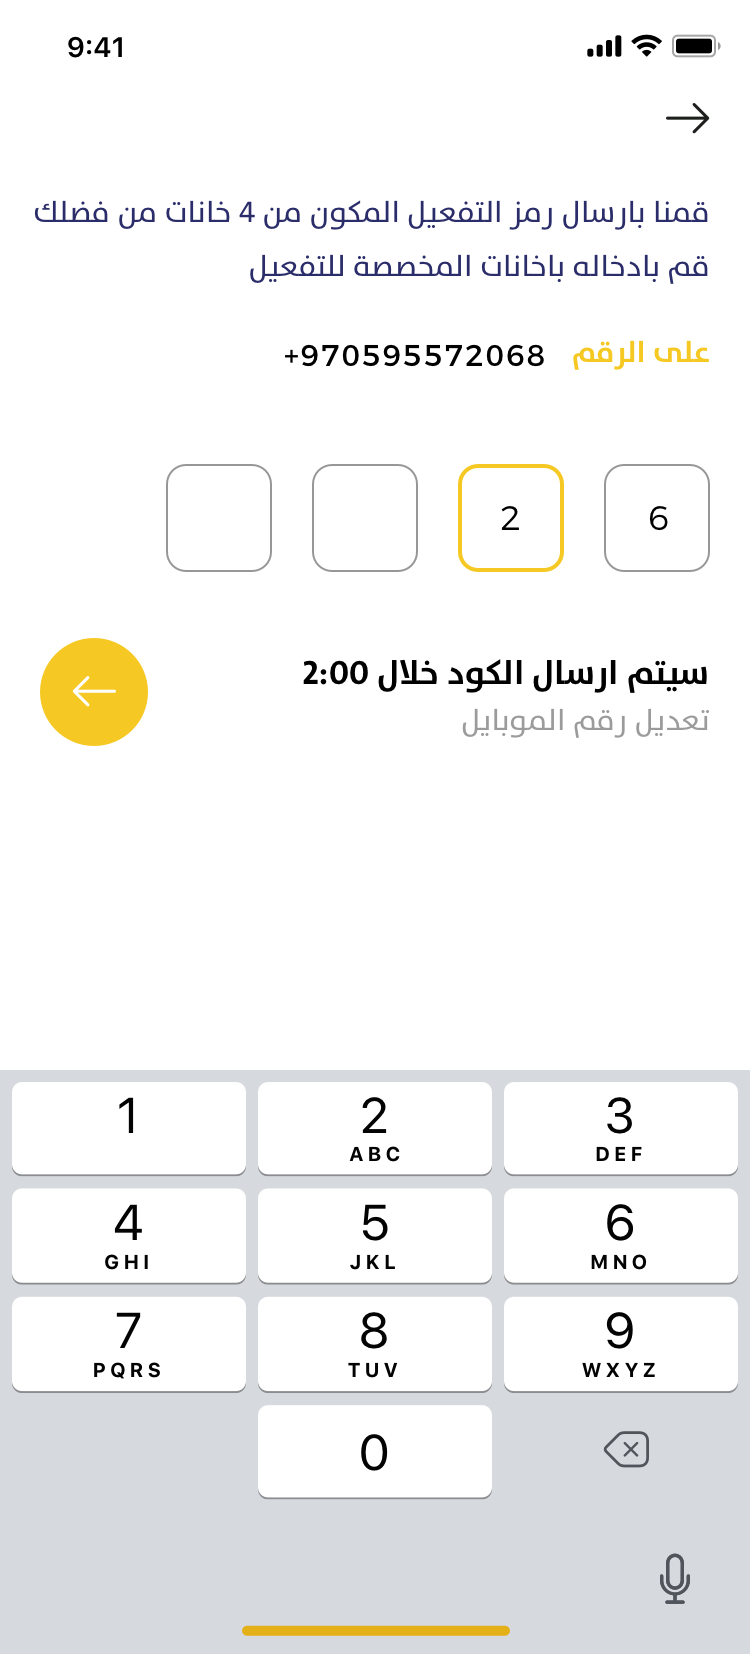 9:41
قمنا بارسال رمز التفعيل المكون من 4 خانات من فضلك
قم بادخاله باخانات المخصصة للتفعيل
على الرقم +970595572068
6 2
سيتم ارسال الكود خلال 2:00
تعديل رقم الموبايل
1 2 3
ABC DEF
4 5 6
GHI JKL MNO
7 8 9
PQRS TUV WXYZ
0